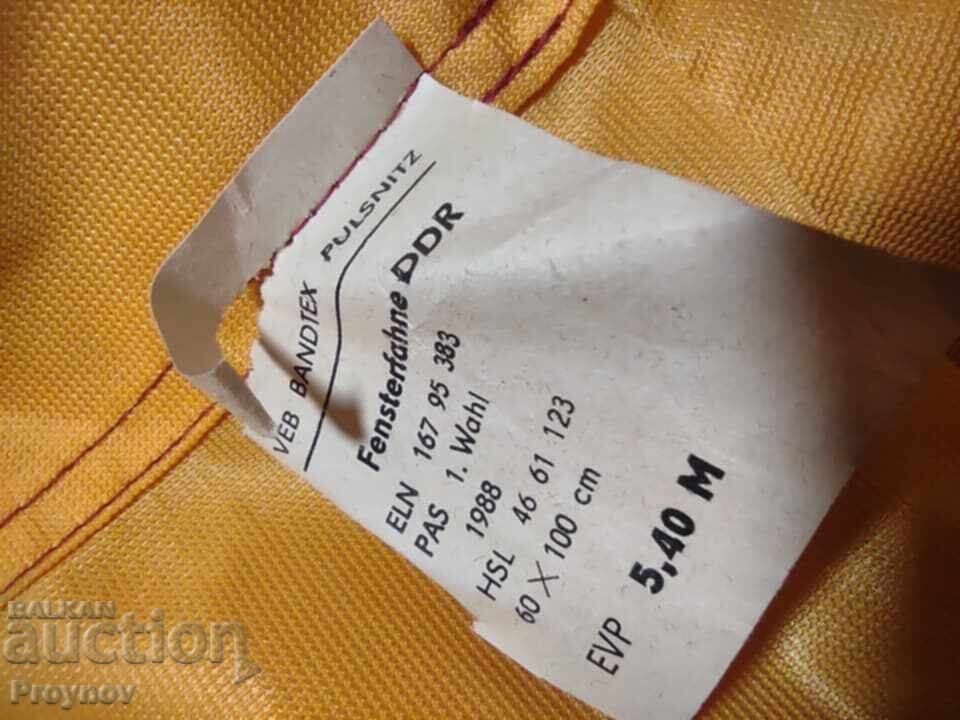 VEB BANDTEX PULSNITZ
Fensterfahne DDR
ELN 167 95 383
PAS 1. Wahl
1988
HSL 46 61 123
60 X 100 cm
EVP 5,40 M
BALKAN
auction
Proynov